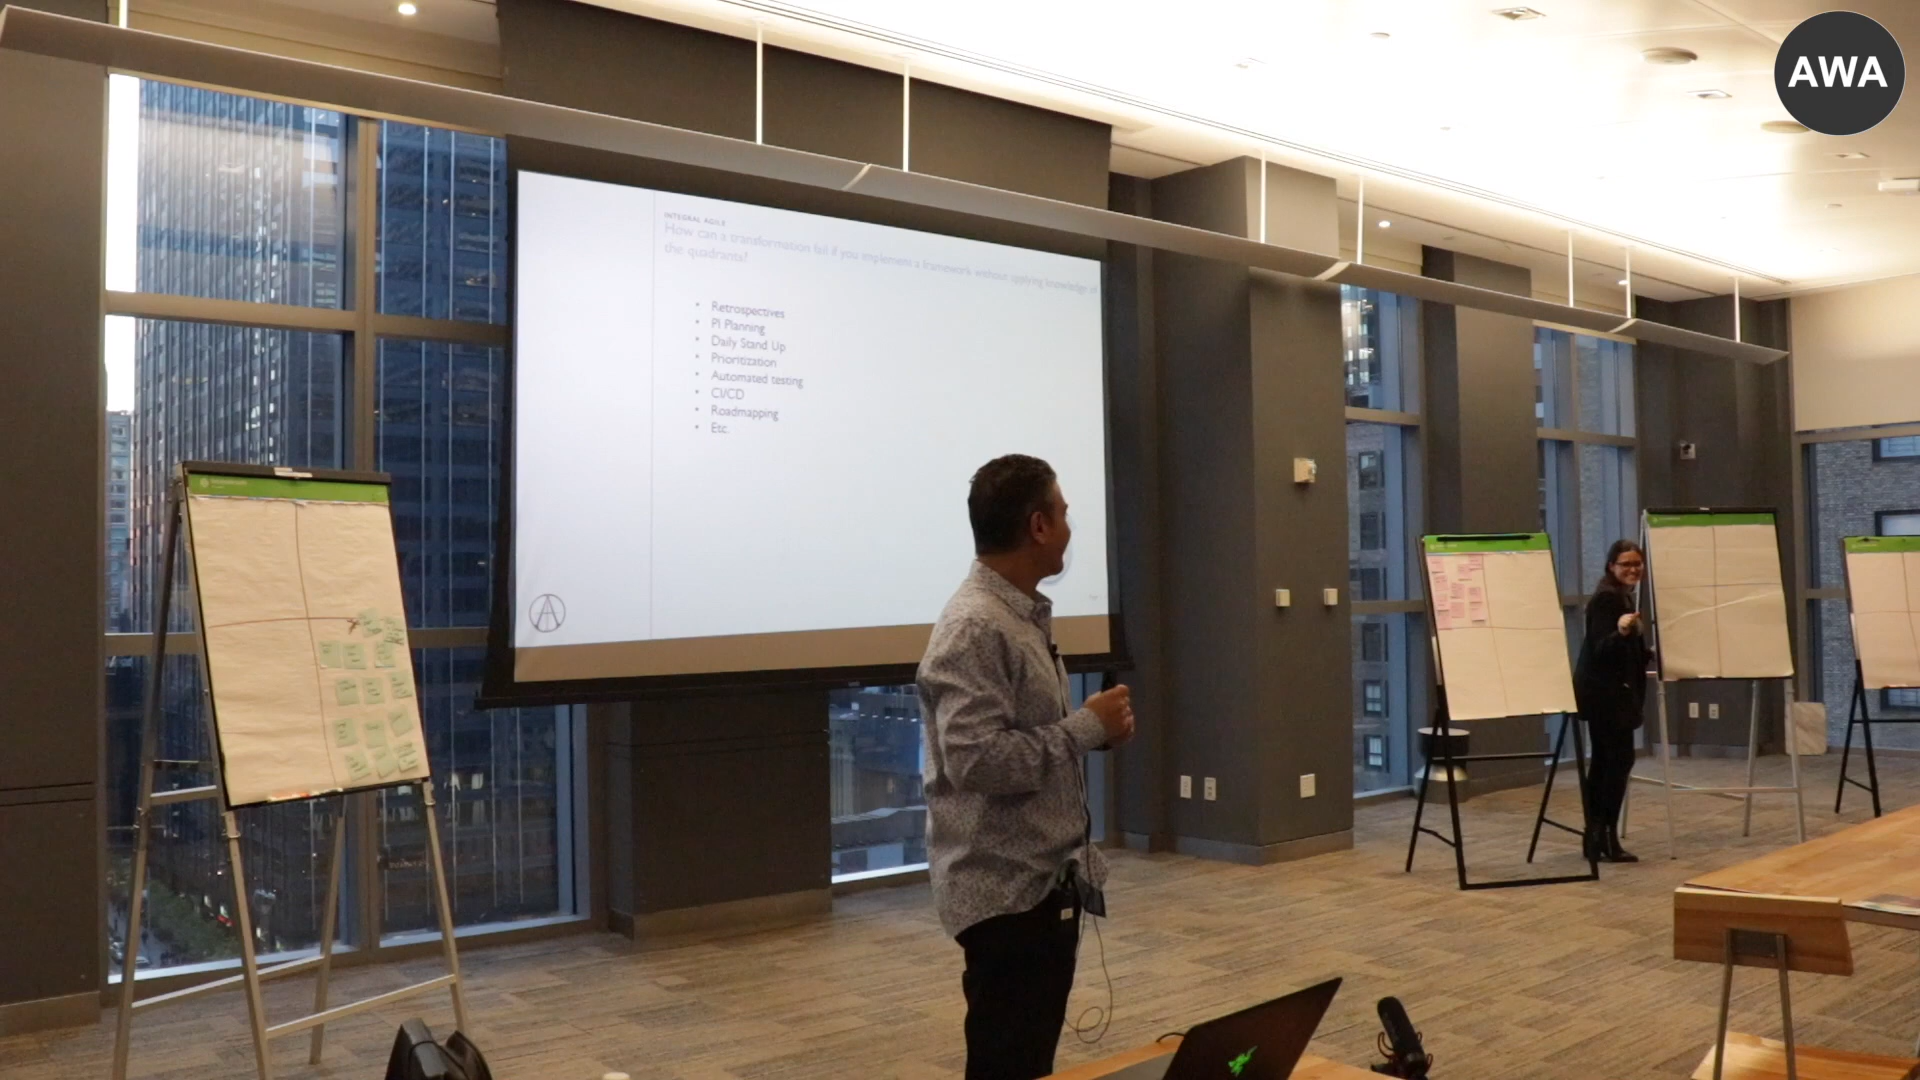 AWA
INTEGRAL AGILE
How can a transformation fail if you implement a framework without applying knowledge of
the quadrants?
• Retrospectives
• PI Planning
• Daily Stand Up
• Prioritization
• Automated testing
• CI/CD
• Roadmapping
• Etc.